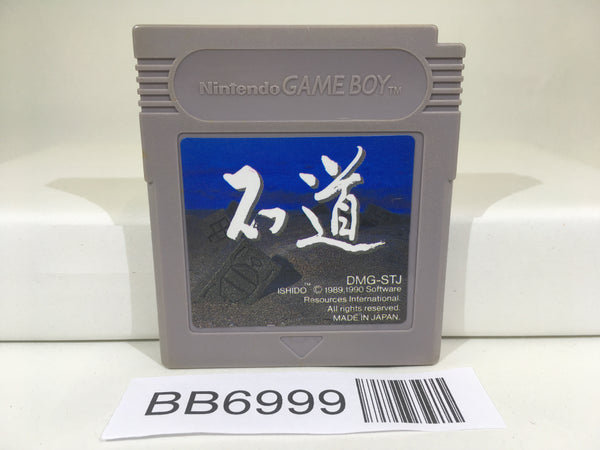 Nintendo GAME BOY TM
石道
DMG-STJ
ISHIDO™ © 1989,1990 Software
Resources International.
All rights reserved.
MADE IN JAPAN.
BB6999